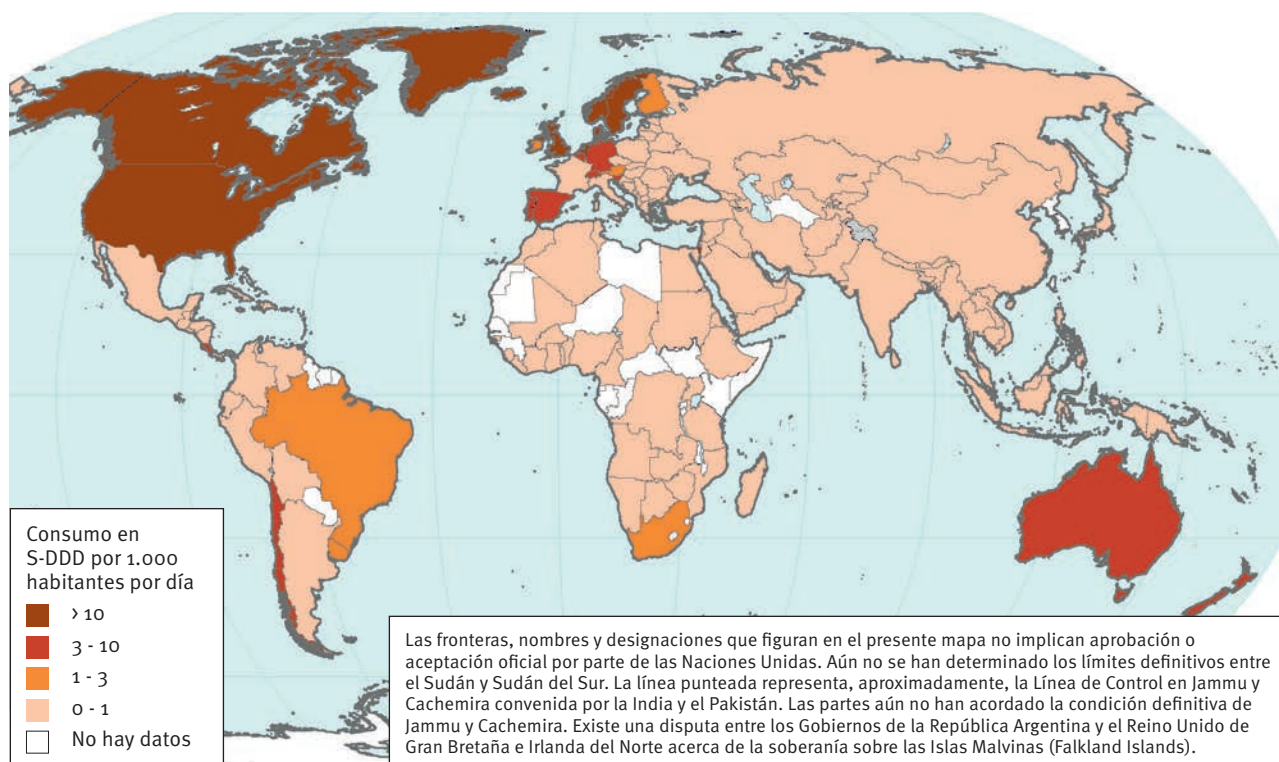 Consumo en
S-DDD por 1.000
habitantes por día
> 10
3 - 10
1 - 3
0 - 1
No hay datos
Las fronteras, nombres y designaciones que figuran en el presente mapa no implican aprobación o
aceptación oficial por parte de las Naciones Unidas. Aún no se han determinado los límites definitivos entre
el Sudán y Sudán del Sur. La línea punteada representa, aproximadamente, la Línea de Control en Jammu y
Cachemira convenida por la India y el Pakistán. Las partes aún no han acordado la condición definitiva de
Jammu y Cachemira. Existe una disputa entre los Gobiernos de la República Argentina y el Reino Unido de
Gran Bretaña e Irlanda del Norte acerca de la soberanía sobre las Islas Malvinas (Falkland Islands).